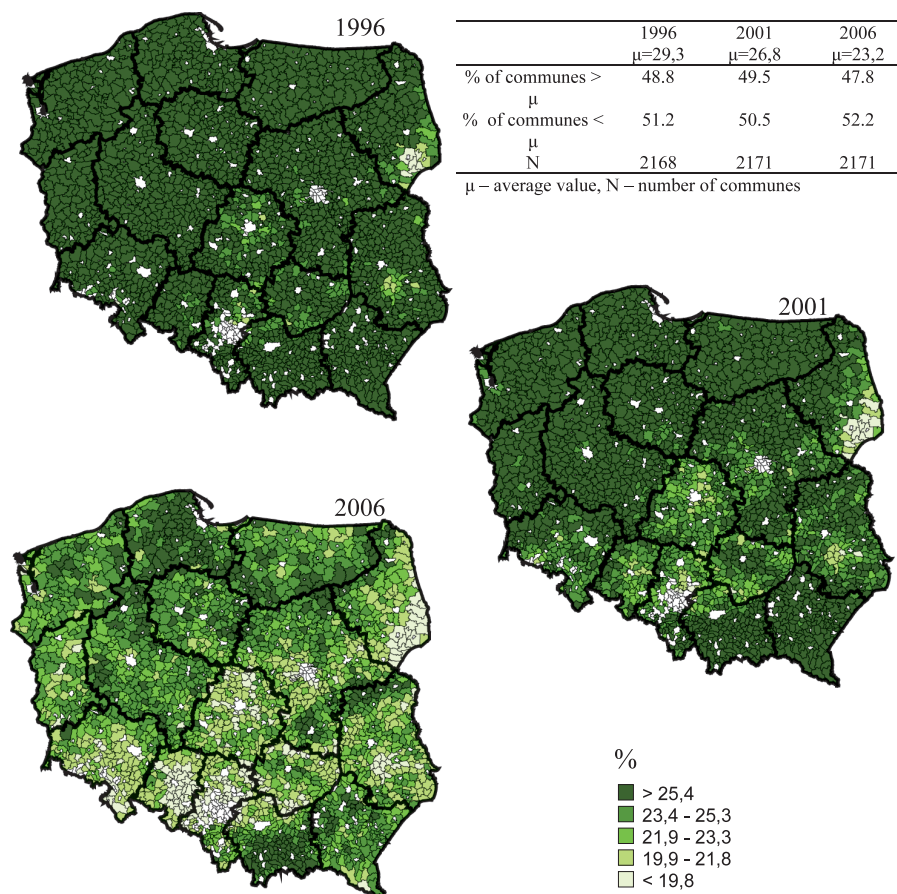 1996
1996 2001 2006
μ=29,3 μ=26,8 μ=23,2
% of communes > 48.8 49.5 47.8
μ
% of communes < 51.2 50.5 52.2
μ
N 2168 2171 2171
μ – average value, N – number of communes
2001
2006
%
> 25,4
23,4 - 25,3
21,9 - 23,3
19,9 - 21,8
< 19,8